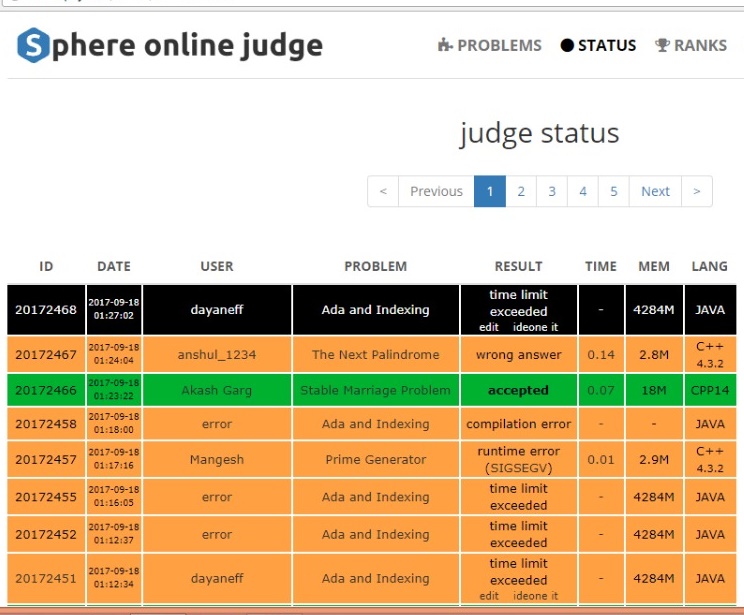 Sphere online judge PROBLEMS STATUS RANKS
judge status
< Previous 1 2 3 4 5 Next >
ID DATE USER PROBLEM RESULT TIME MEM LANG
20172468 2017-09-18 01:27:02 dayaneff Ada and Indexing time limit exceeded edit ideone it - 4284M JAVA
20172467 2017-09-18 01:24:04 anshul_1234 The Next Palindrome wrong answer 0.14 2.8M C++ 4.3.2
20172466 2017-09-18 01:23:22 Akash Garg Stable Marriage Problem accepted 0.07 18M CPP14
20172458 2017-09-18 01:18:00 error Ada and Indexing compilation error - - JAVA
20172457 2017-09-18 01:17:16 Mangesh Prime Generator runtime error (SIGSEGV) 0.01 2.9M C++ 4.3.2
20172455 2017-09-18 01:16:05 error Ada and Indexing time limit exceeded - 4284M JAVA
20172452 2017-09-18 01:12:37 error Ada and Indexing time limit exceeded - 4284M JAVA
20172451 2017-09-18 01:12:34 dayaneff Ada and Indexing time limit exceeded edit ideone it - 4284M JAVA